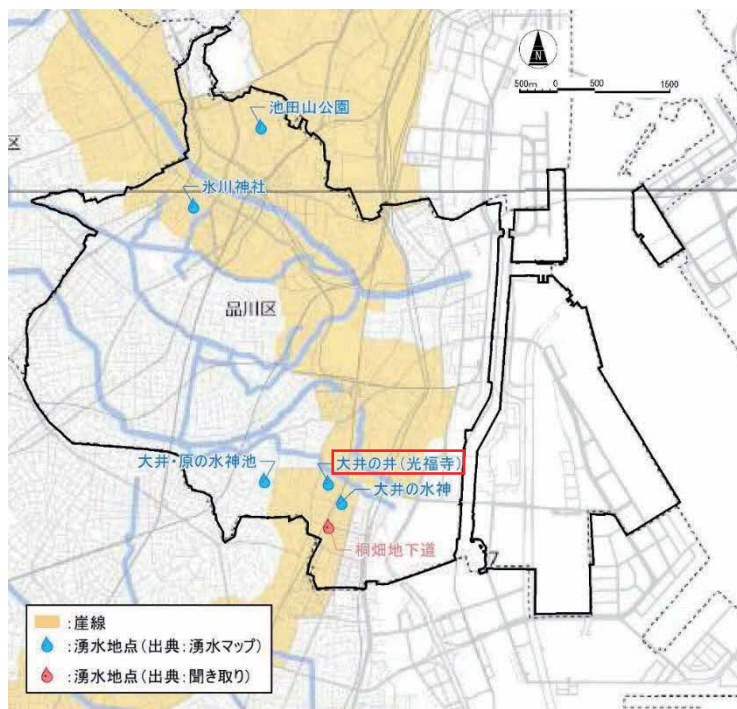 N
500m 0 500 1500
池田山公園
区
氷川神社
品川区
大井・原の水神池
大井の井(光福寺)
大井の水神
桐畑地下道
:崖線
:湧水地点(出典:湧水マップ)
:湧水地点(出典:聞き取り)